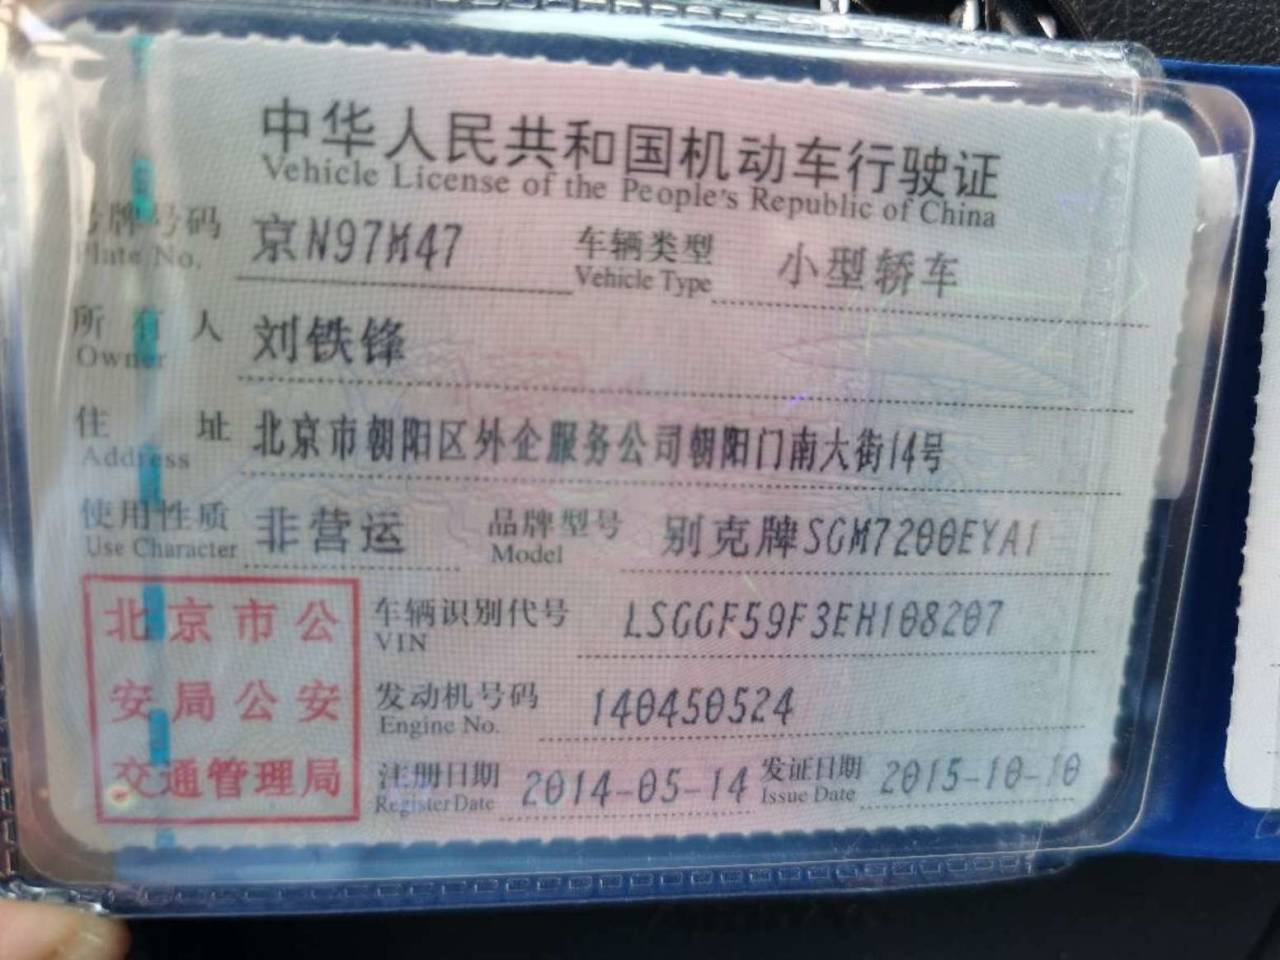 中华人民共和国机动车行驶证
Vehicle License of the People's Republic of China
号牌号码 京N97M47 车辆类型 小型轿车
Plate No. Vehicle Type
所有人 刘铁锋
Owner
住址 北京市朝阳区外企服务公司朝阳门南大街14号
Address
使用性质 非营运 品牌型号 别克牌SGM7200EYA1
Use Character Model
北京市公安局公安交通管理局
车辆识别代号 LSGGF59F3EH108207
VIN
发动机号码 140450524
Engine No.
注册日期 2014-05-14 发证日期 2015-10-10
Register Date Issue Date